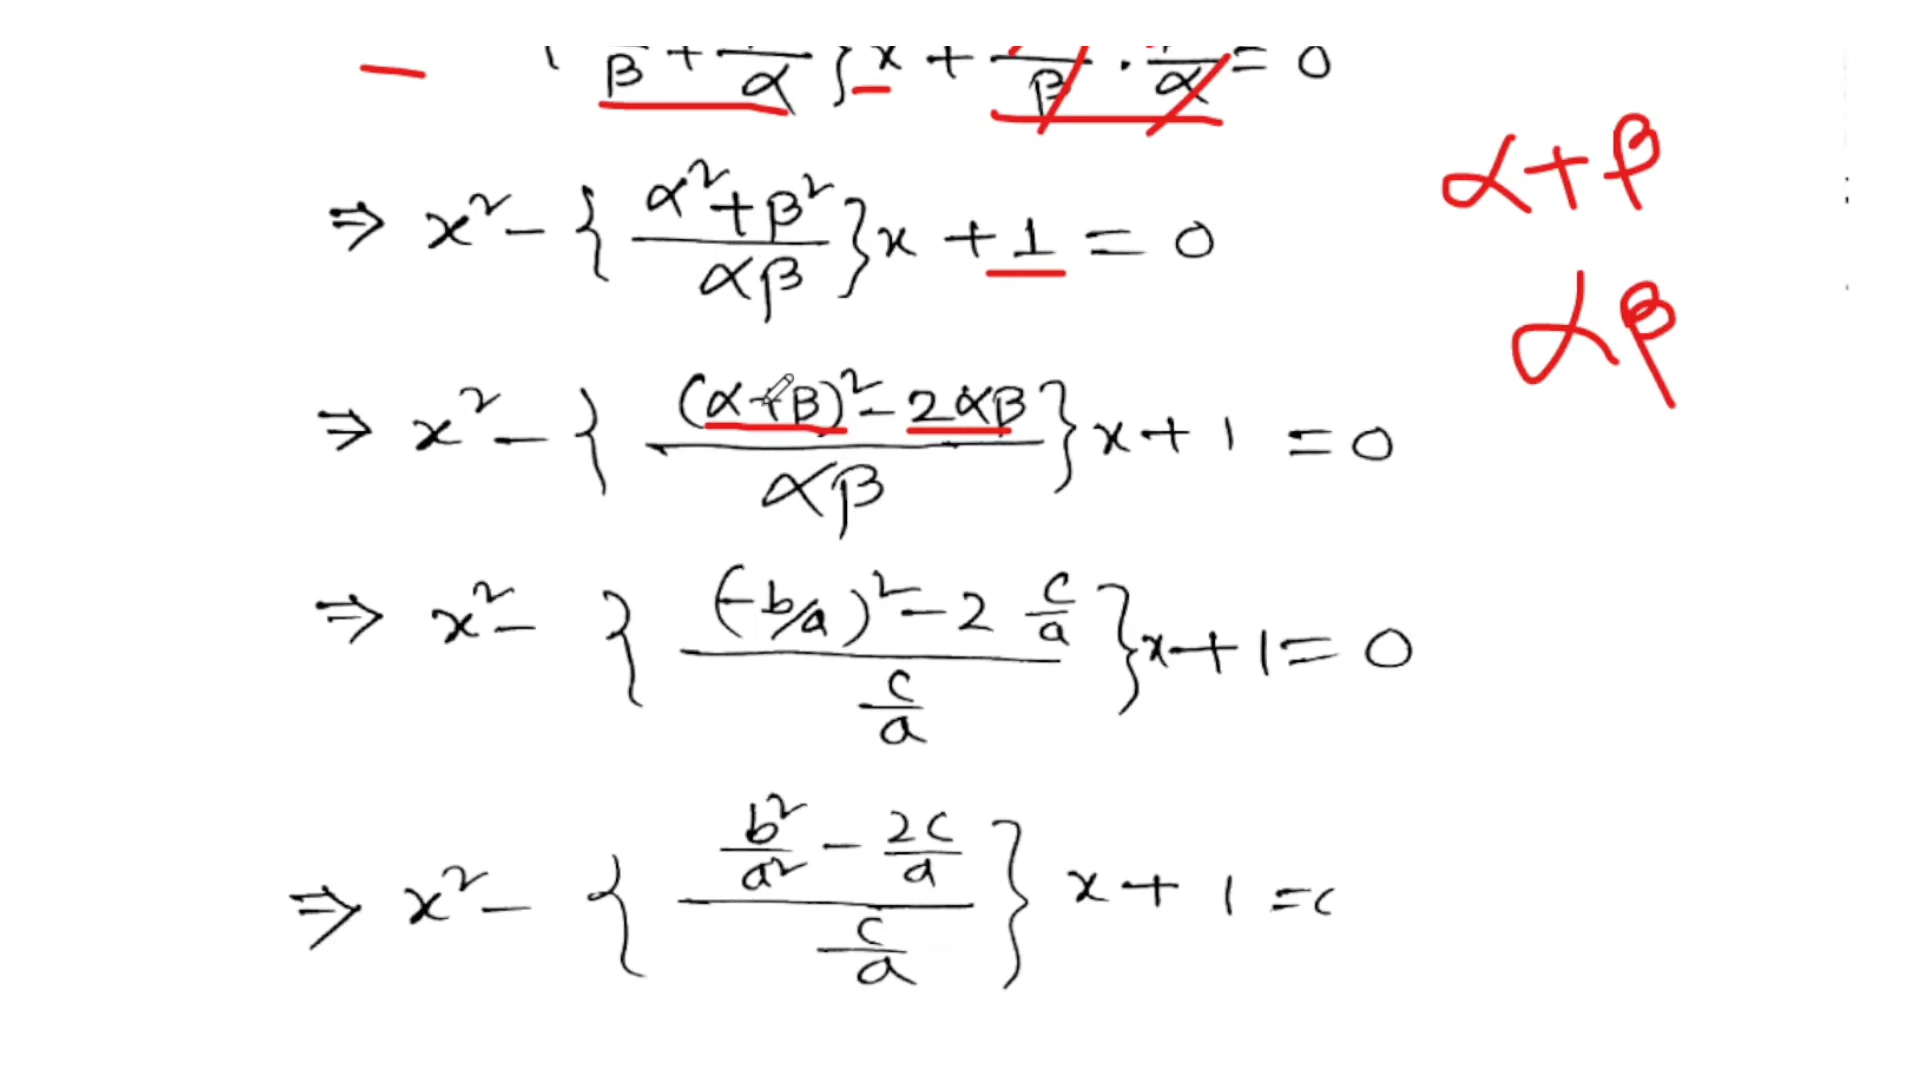 β + α } x + β · α = 0
α + β
⇒ x² - { α² + β² / αβ } x + 1 = 0
αβ
⇒ x² - { (α+β)² - 2αβ / αβ } x + 1 = 0
⇒ x² - { (-b/a)² - 2 c/a / c/a } x + 1 = 0
⇒ x² - { b²/a² - 2c/a / c/a } x + 1 = c